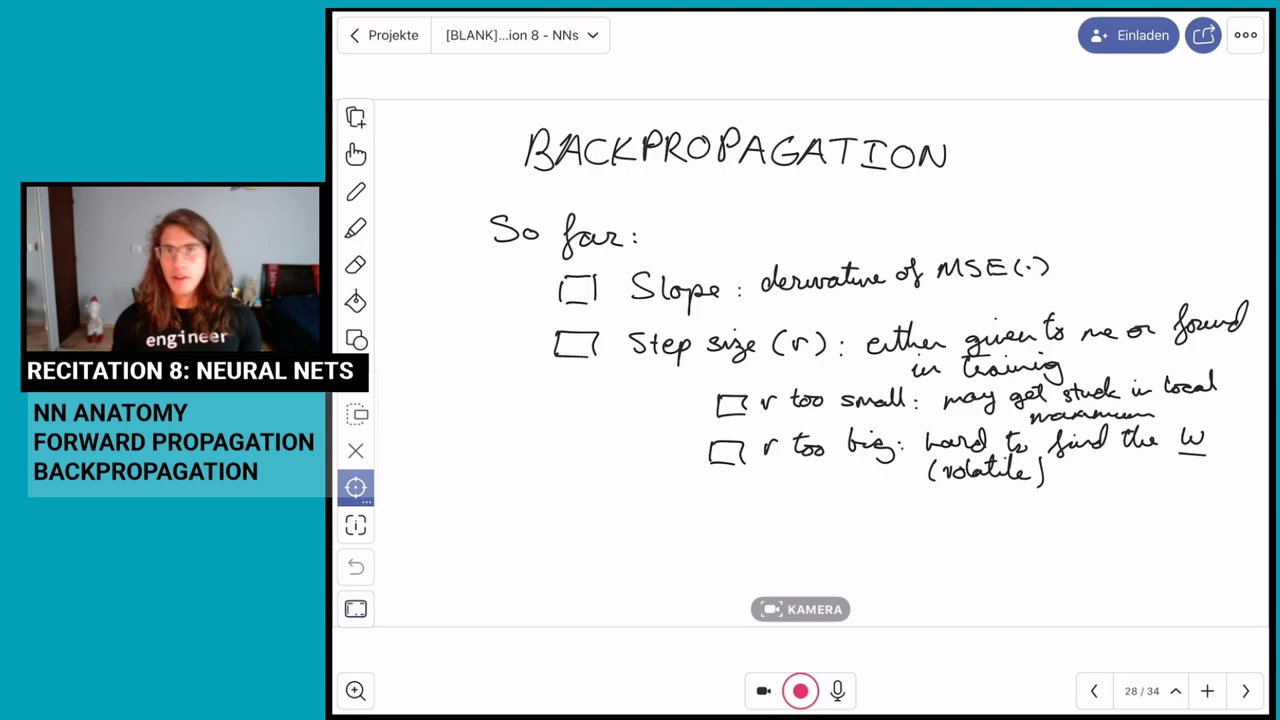 Projekte
[BLANK]...ion 8 - NNs
Einladen
BACKPROPAGATION
So far:
Slope: derivative of MSE(·)
Step size (r): either given to me or found
in training
r too small: may get stuck in local
maximum
r too big: hard to find the w
(volatile)
engineer
RECITATION 8: NEURAL NETS
NN ANATOMY
FORWARD PROPAGATION
BACKPROPAGATION
KAMERA
28 / 34